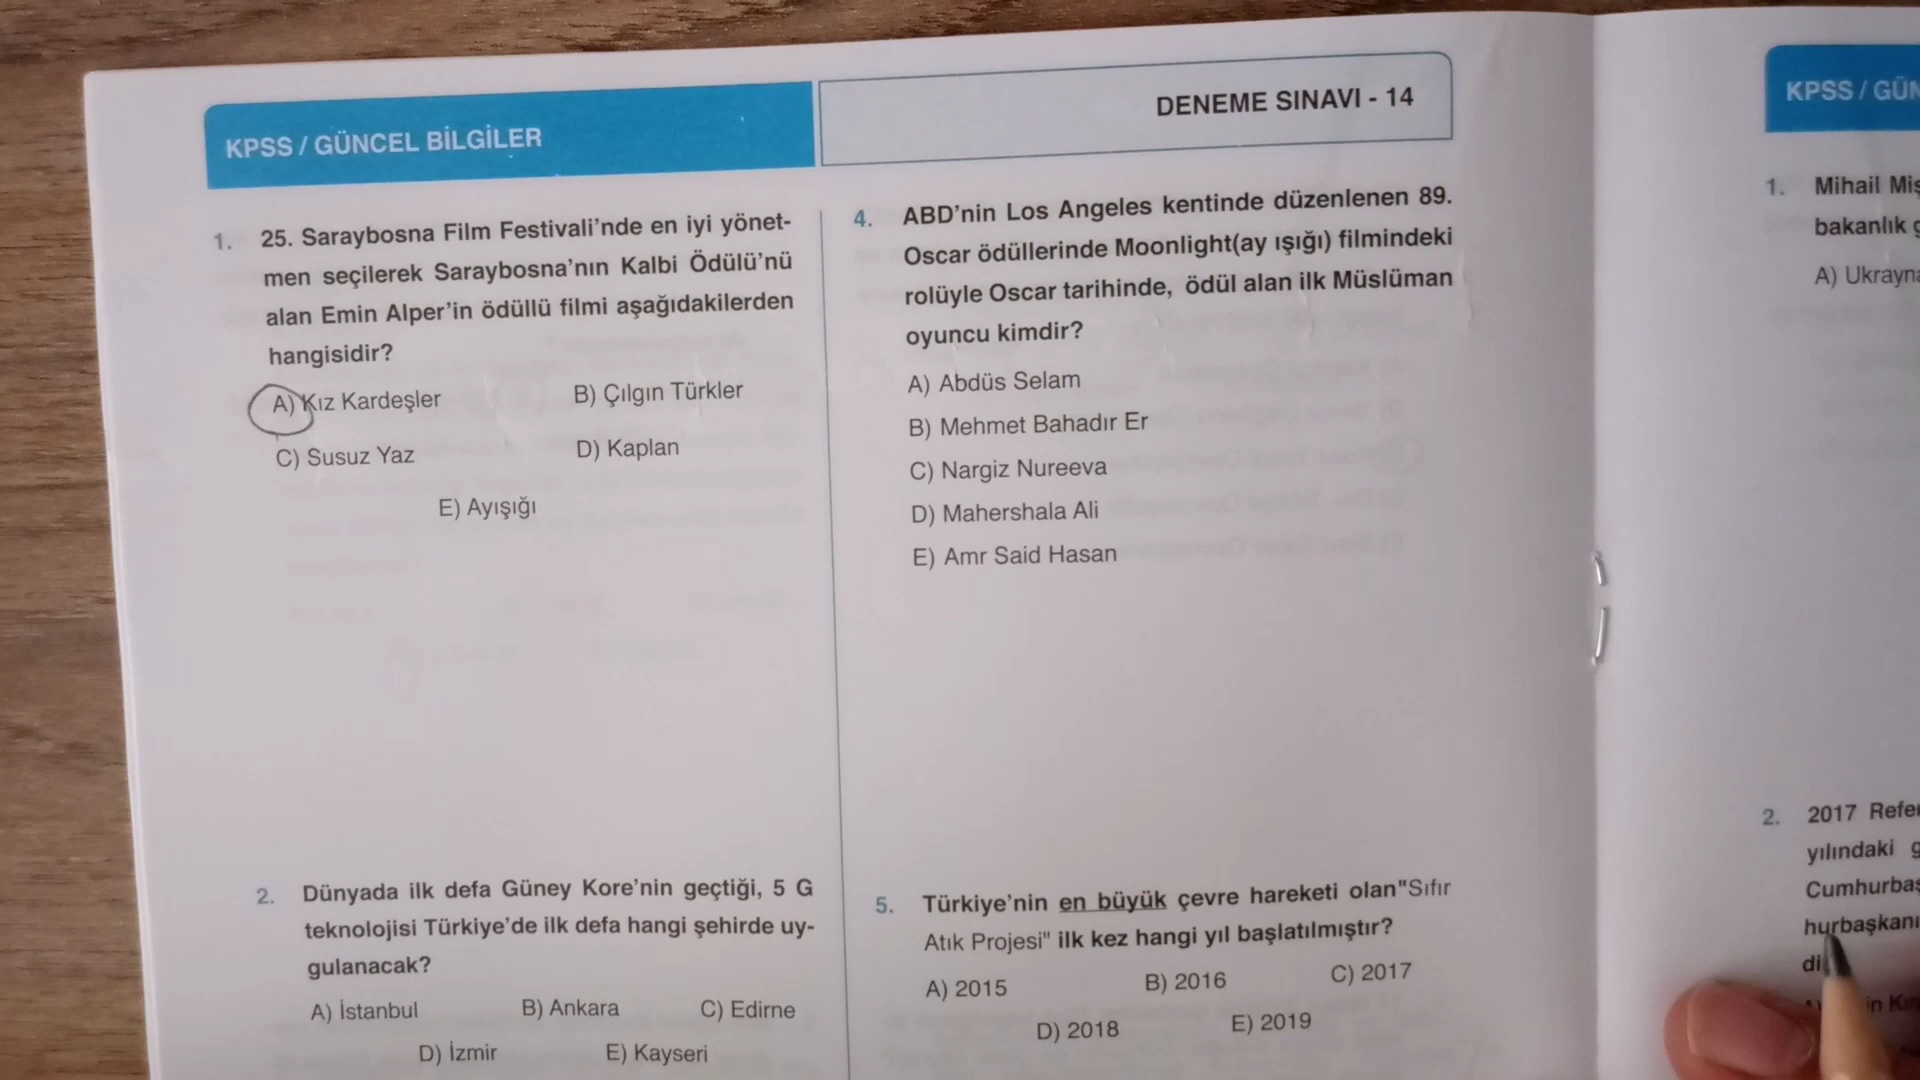 KPSS / GÜNCEL BİLGİLER
DENEME SINAVI - 14
1. 25. Saraybosna Film Festivali'nde en iyi yönet-
men seçilerek Saraybosna'nın Kalbi Ödülü'nü
alan Emin Alper'in ödüllü filmi aşağıdakilerden
hangisidir?
A) Kız Kardeşler B) Çılgın Türkler
C) Susuz Yaz D) Kaplan
E) Ayışığı
2. Dünyada ilk defa Güney Kore'nin geçtiği, 5 G
teknolojisi Türkiye'de ilk defa hangi şehirde uy-
gulanacak?
A) İstanbul B) Ankara C) Edirne
D) İzmir E) Kayseri
4. ABD'nin Los Angeles kentinde düzenlenen 89.
Oscar ödüllerinde Moonlight(ay ışığı) filmindeki
rolüyle Oscar tarihinde, ödül alan ilk Müslüman
oyuncu kimdir?
A) Abdüs Selam
B) Mehmet Bahadır Er
C) Nargiz Nureeva
D) Mahershala Ali
E) Amr Said Hasan
5. Türkiye'nin en büyük çevre hareketi olan"Sıfır
Atık Projesi" ilk kez hangi yıl başlatılmıştır?
A) 2015 B) 2016 C) 2017
D) 2018 E) 2019
KPSS / GÜN
1. Mihail Miş
bakanlık g
A) Ukrayna
2. 2017 Refer
yılındaki g
Cumhurbaş
hurbaşkanı
di